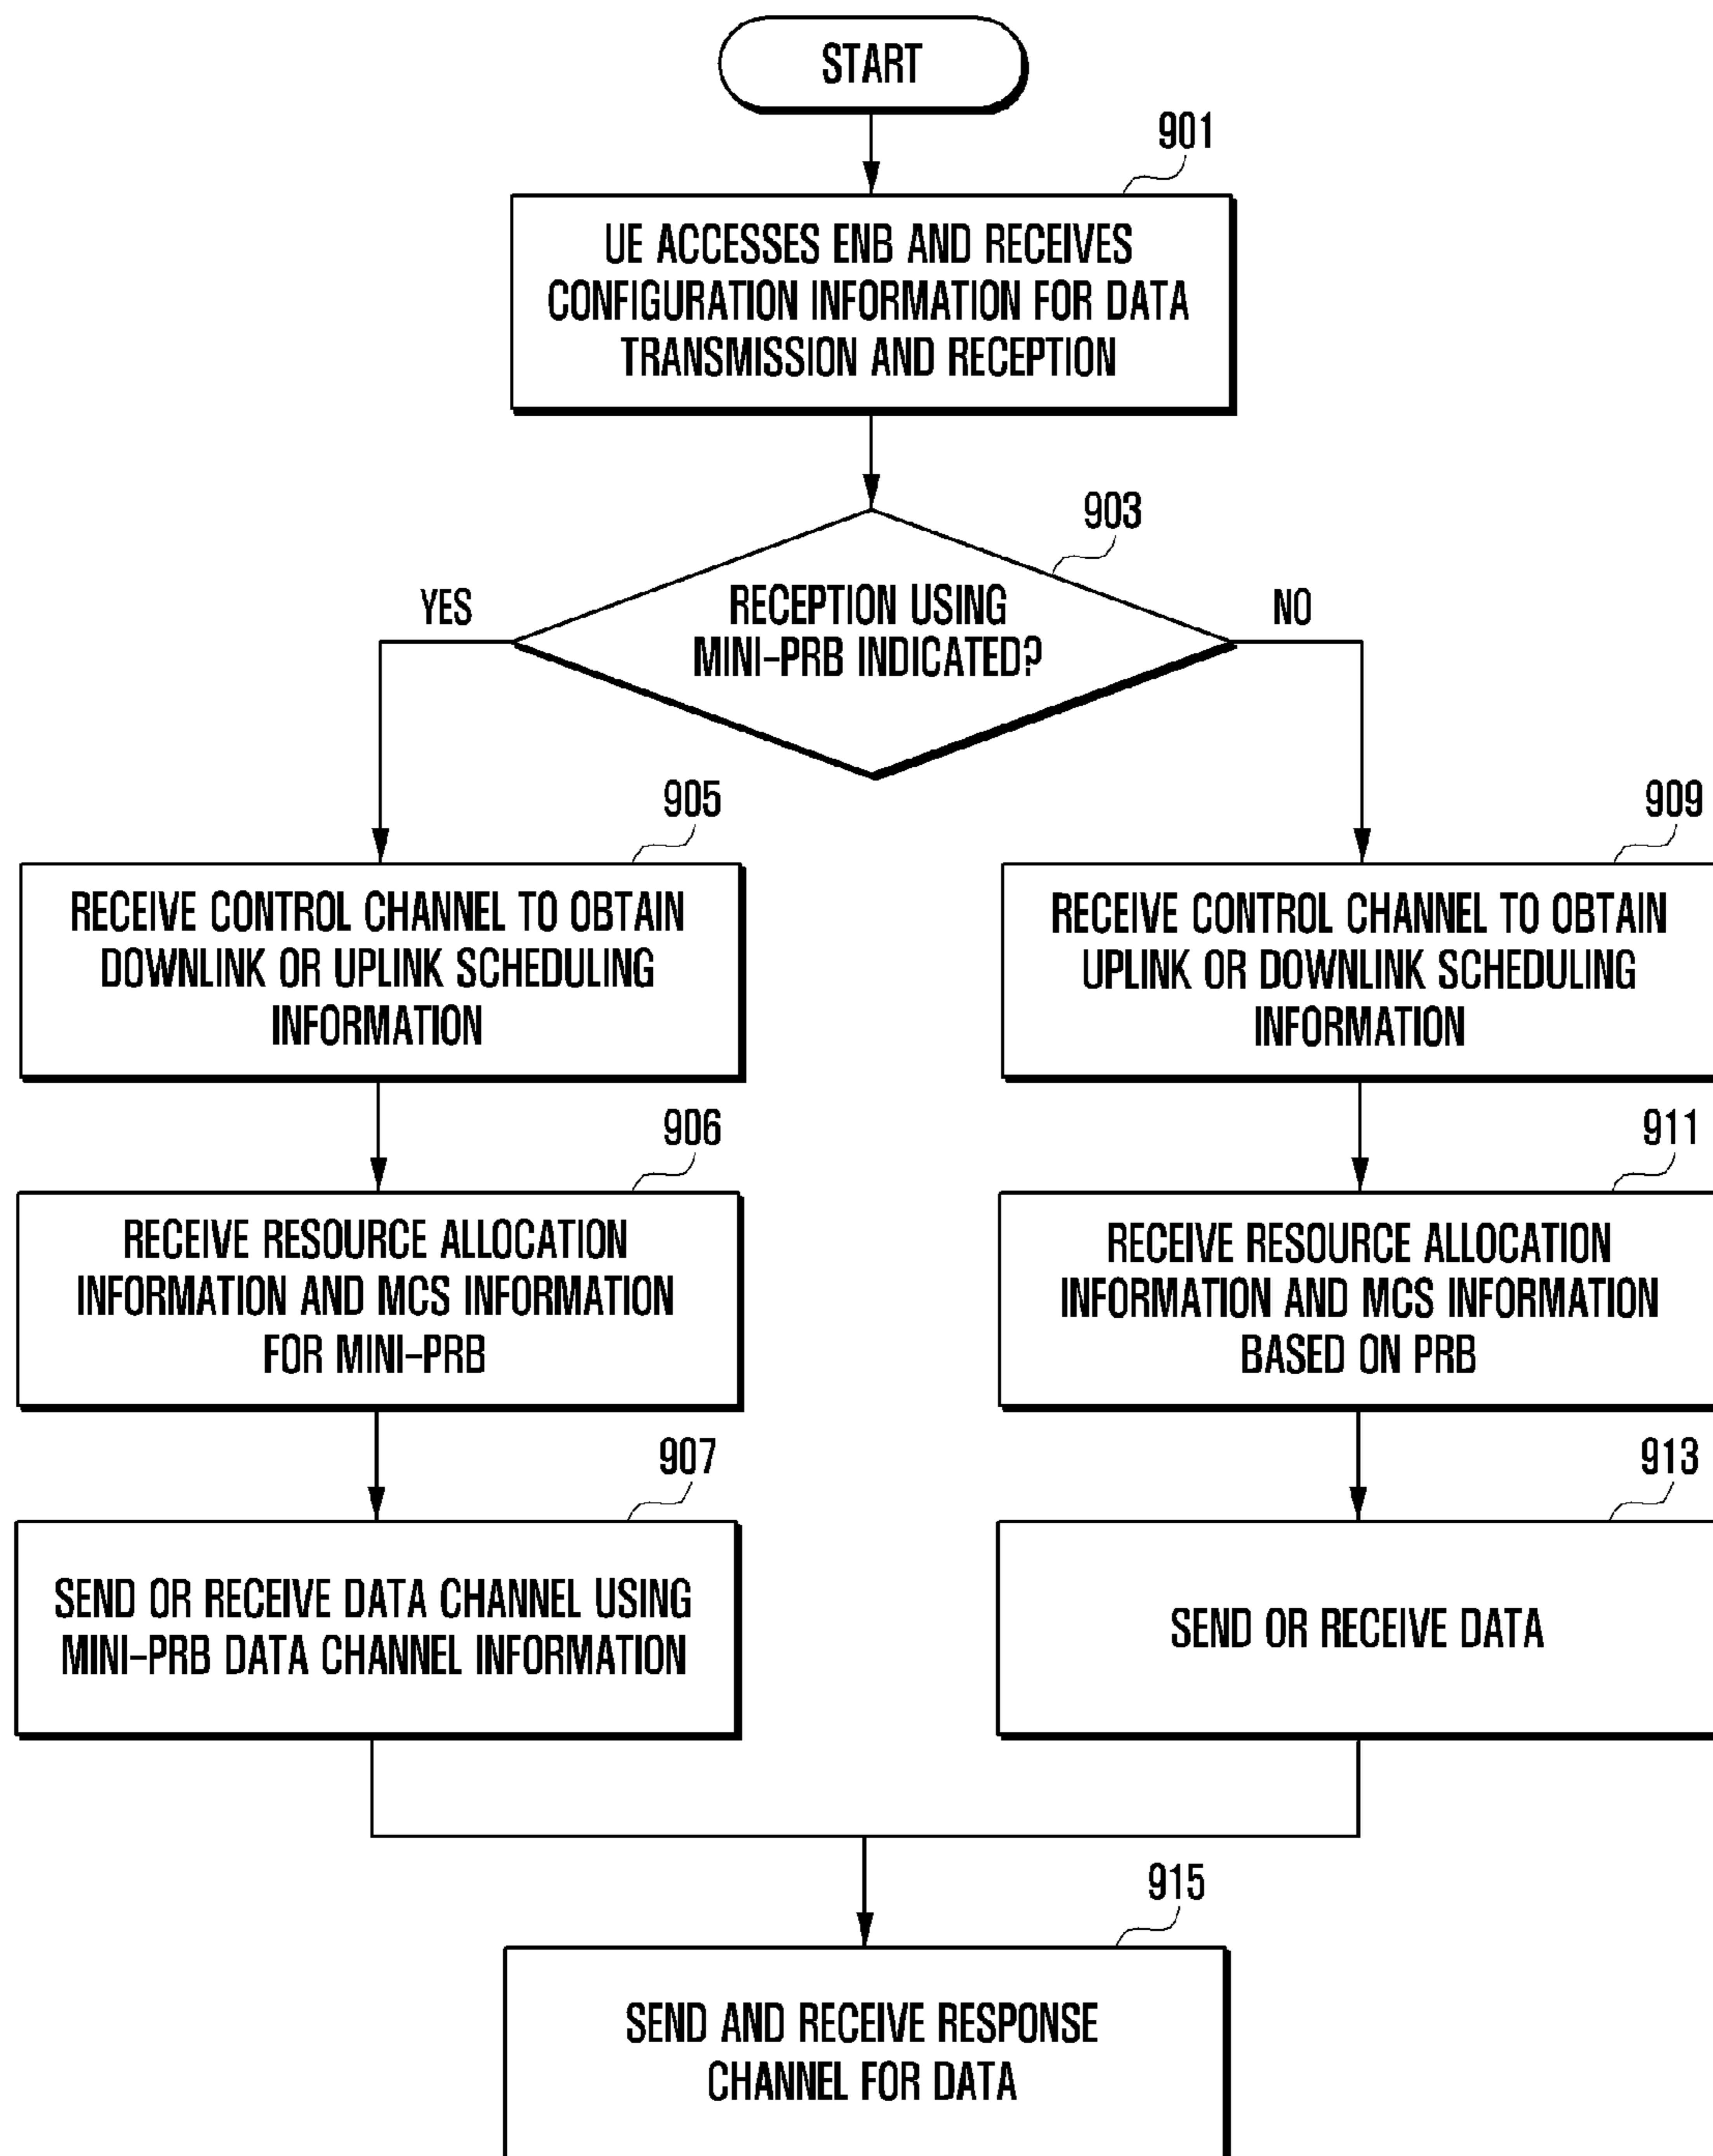 START
901
UE ACCESSES ENB AND RECEIVES
CONFIGURATION INFORMATION FOR DATA
TRANSMISSION AND RECEPTION
903
YES
RECEPTION USING
MINI-PRB INDICATED?
NO
905
RECEIVE CONTROL CHANNEL TO OBTAIN
DOWNLINK OR UPLINK SCHEDULING
INFORMATION
909
RECEIVE CONTROL CHANNEL TO OBTAIN
UPLINK OR DOWNLINK SCHEDULING
INFORMATION
906
RECEIVE RESOURCE ALLOCATION
INFORMATION AND MCS INFORMATION
FOR MINI-PRB
911
RECEIVE RESOURCE ALLOCATION
INFORMATION AND MCS INFORMATION
BASED ON PRB
907
SEND OR RECEIVE DATA CHANNEL USING
MINI-PRB DATA CHANNEL INFORMATION
913
SEND OR RECEIVE DATA
915
SEND AND RECEIVE RESPONSE
CHANNEL FOR DATA